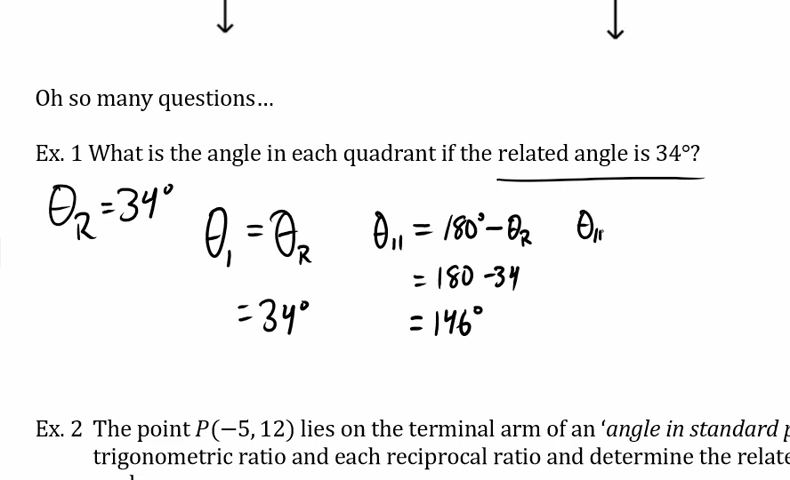 Oh so many questions…
Ex. 1 What is the angle in each quadrant if the related angle is 34°?
θR = 34°
θI = θR
= 34°
θII = 180° − θR
= 180 − 34
= 146°
θIII
Ex. 2 The point P(−5, 12) lies on the terminal arm of an ‘angle in standard
trigonometric ratio and each reciprocal ratio and determine the